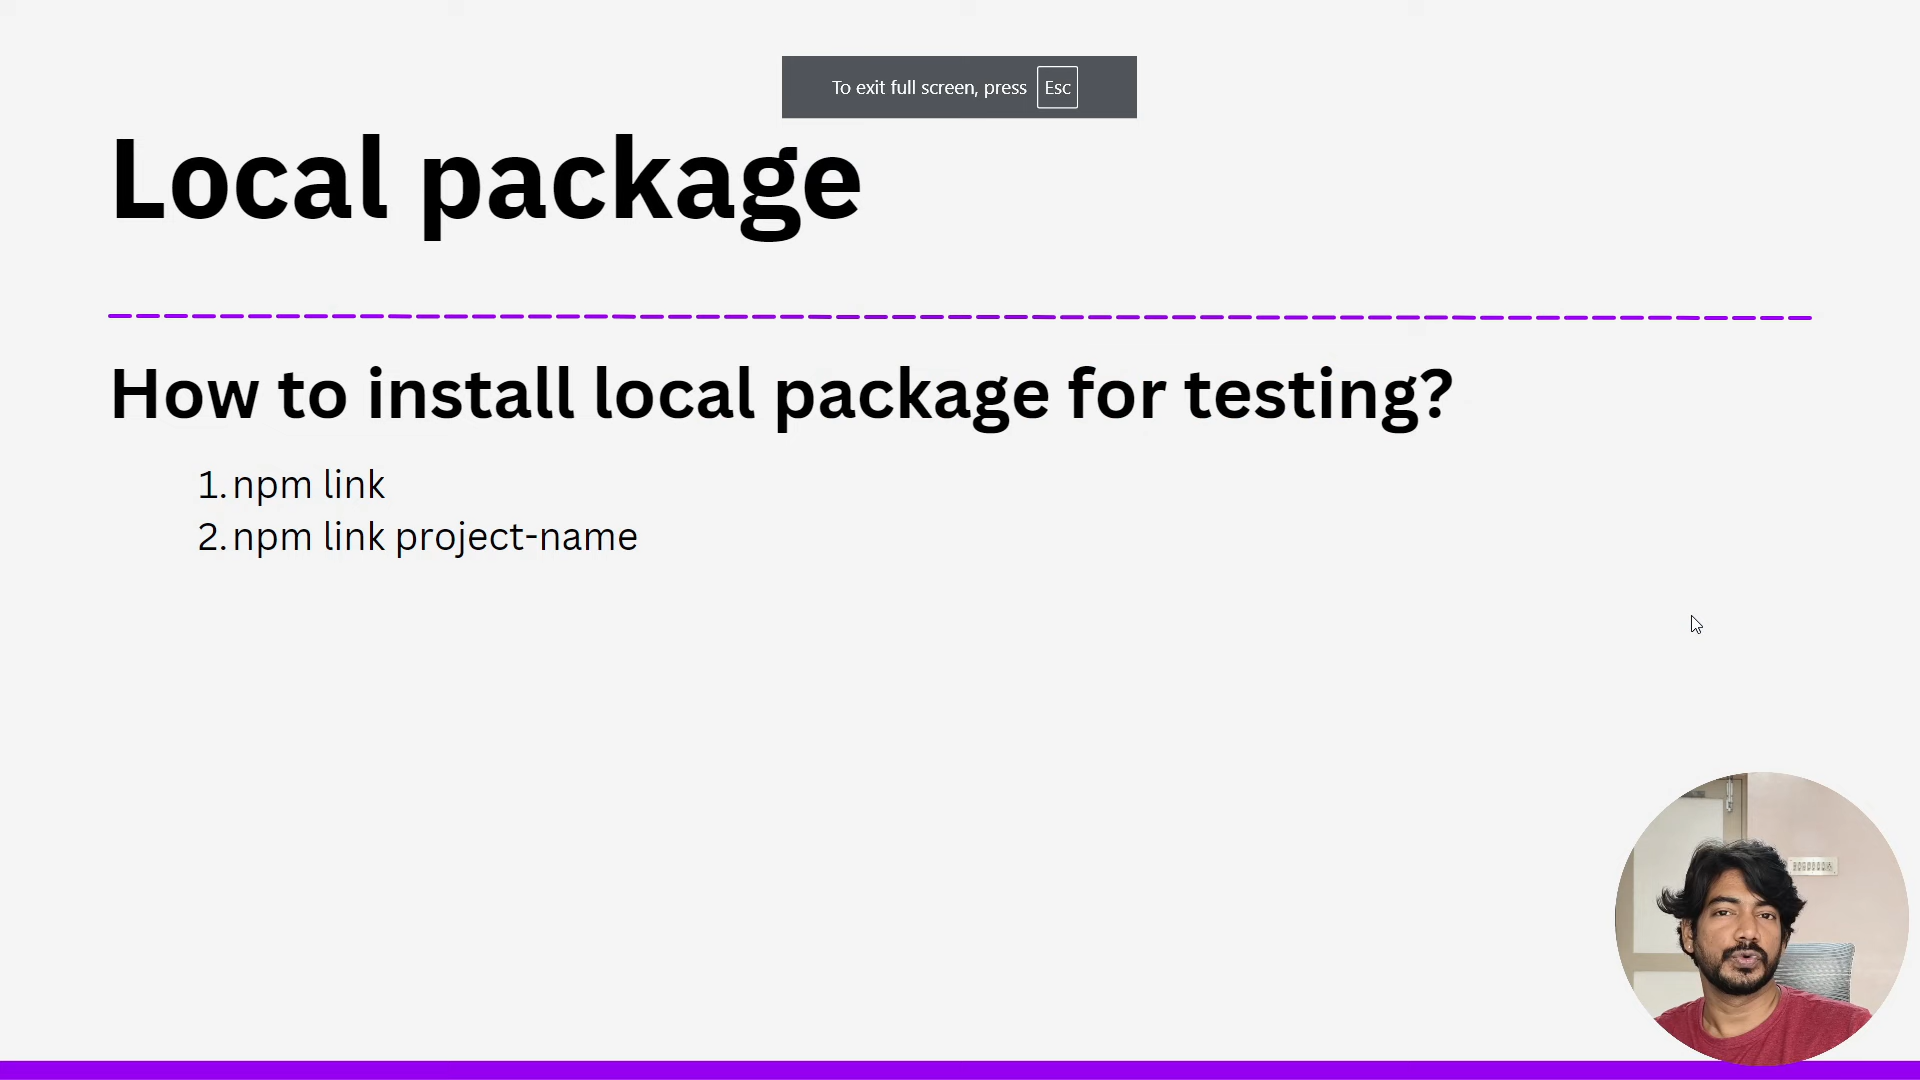 To exit full screen, press Esc
Local package
How to install local package for testing?
1. npm link
2. npm link project-name